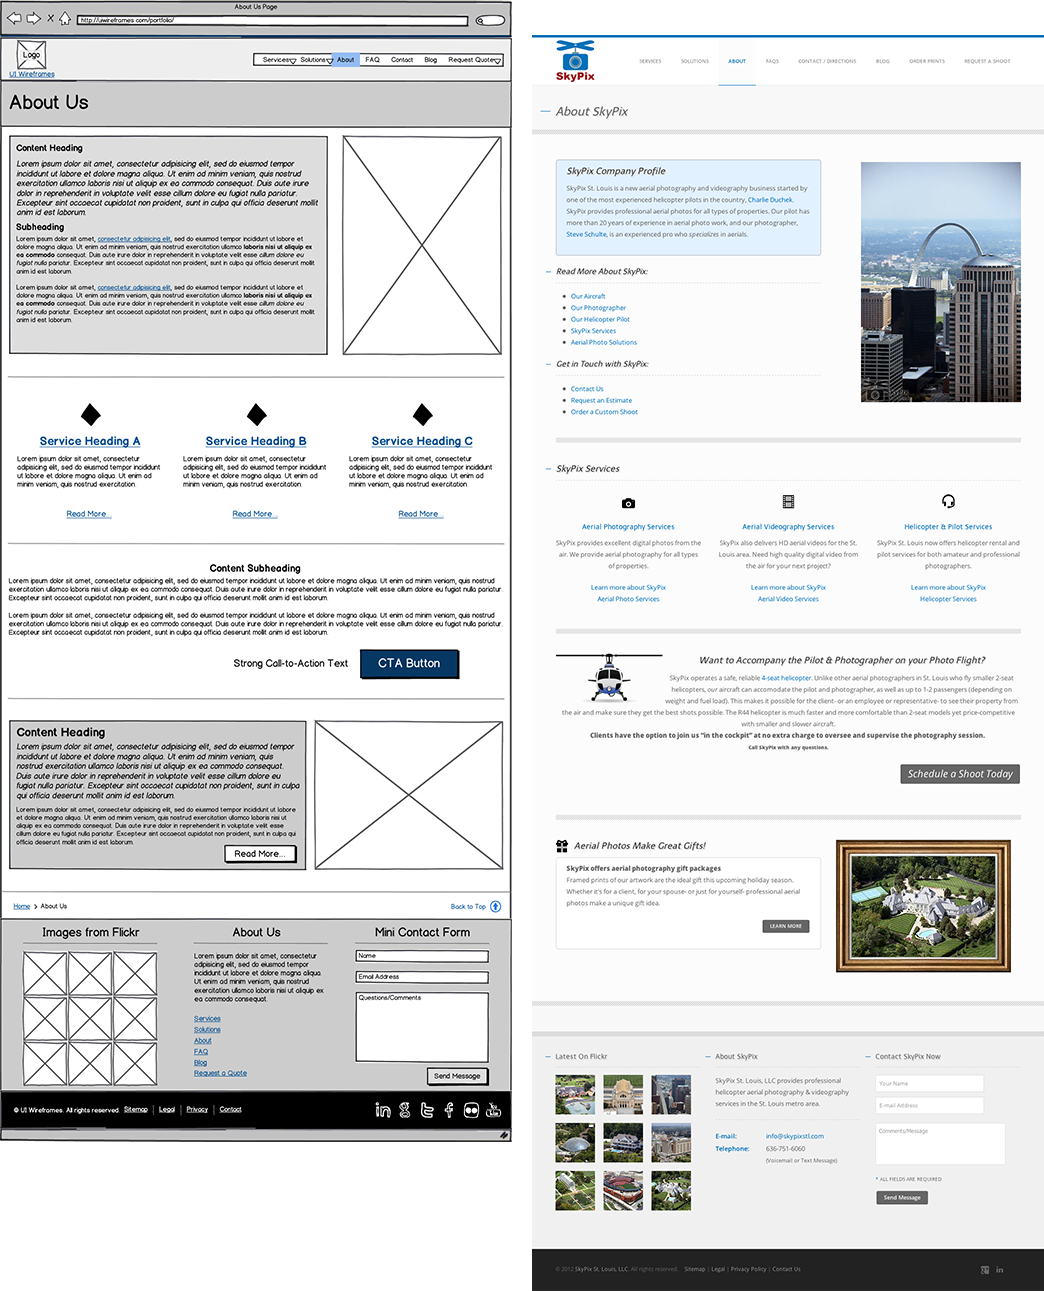 About Us Page
http://uiwireframes.com/portfolio/
Logo
UI Wireframes
Services Solutions About FAQ Contact Blog Request Quote
About Us
Content Heading
Lorem ipsum dolor sit amet, consectetur adipisicing elit, sed do eiusmod tempor
incididunt ut labore et dolore magna aliqua. Ut enim ad minim veniam, quis nostrud
exercitation ullamco laboris nisi ut aliquip ex ea commodo consequat. Duis aute irure
dolor in reprehenderit in voluptate velit esse cillum dolore eu fugiat nulla pariatur.
Excepteur sint occaecat cupidatat non proident, sunt in culpa qui officia deserunt mollit
anim id est laborum.
Subheading
Lorem ipsum dolor sit amet, consectetur adipisicing elit, sed do eiusmod tempor incididunt ut labore et
dolore magna aliqua. Ut enim ad minim veniam, quis nostrud exercitation ullamco laboris nisi ut aliquip ex
ea commodo consequat. Duis aute irure dolor in reprehenderit in voluptate velit esse cillum dolore eu
fugiat nulla pariatur. Excepteur sint occaecat cupidatat non proident, sunt in culpa qui officia deserunt mollit
anim id est laborum.
Lorem ipsum dolor sit amet, consectetur adipisicing elit, sed do eiusmod tempor incididunt ut labore et
dolore magna aliqua. Ut enim ad minim veniam, quis nostrud exercitation ullamco laboris nisi ut aliquip ex
ea commodo consequat. Duis aute irure dolor in reprehenderit in voluptate velit esse cillum dolore eu
fugiat nulla pariatur. Excepteur sint occaecat cupidatat non proident, sunt in culpa qui officia deserunt mollit
anim id est laborum.
Service Heading A
Lorem ipsum dolor sit amet, consectetur
adipisicing elit, sed do eiusmod tempor incididunt
ut labore et dolore magna aliqua. Ut enim ad
minim veniam, quis nostrud exercitation.
Read More...
Service Heading B
Lorem ipsum dolor sit amet, consectetur
adipisicing elit, sed do eiusmod tempor incididunt
ut labore et dolore magna aliqua. Ut enim ad
minim veniam, quis nostrud exercitation.
Read More...
Service Heading C
Lorem ipsum dolor sit amet, consectetur
adipisicing elit, sed do eiusmod tempor incididunt
ut labore et dolore magna aliqua. Ut enim ad
minim veniam, quis nostrud exercitation.
Read More...
Content Subheading
Lorem ipsum dolor sit amet, consectetur adipisicing elit, sed do eiusmod tempor incididunt ut labore et dolore magna aliqua. Ut enim ad minim veniam, quis nostrud
exercitation ullamco laboris nisi ut aliquip ex ea commodo consequat. Duis aute irure dolor in reprehenderit in voluptate velit esse cillum dolore eu fugiat nulla pariatur.
Excepteur sint occaecat cupidatat non proident, sunt in culpa qui officia deserunt mollit anim id est laborum.
Lorem ipsum dolor sit amet, consectetur adipisicing elit, sed do eiusmod tempor incididunt ut labore et dolore magna aliqua. Ut enim ad minim veniam, quis nostrud
exercitation ullamco laboris nisi ut aliquip ex ea commodo consequat. Duis aute irure dolor in reprehenderit in voluptate velit esse cillum dolore eu fugiat nulla pariatur.
Excepteur sint occaecat cupidatat non proident, sunt in culpa qui officia deserunt mollit anim id est laborum.
Strong Call-to-Action Text CTA Button
Content Heading
Lorem ipsum dolor sit amet, consectetur adipisicing elit, sed do
eiusmod tempor incididunt ut labore et dolore magna aliqua. Ut
enim ad minim veniam, quis nostrud exercitation ullamco
laboris nisi ut aliquip ex ea commodo consequat.
Duis aute irure dolor in reprehenderit in voluptate velit esse cillum dolore eu
fugiat nulla pariatur. Excepteur sint occaecat cupidatat non proident, sunt in culpa
qui officia deserunt mollit anim id est laborum.
Lorem ipsum dolor sit amet, consectetur adipisicing elit, sed do eiusmod tempor incididunt ut labore
et dolore magna aliqua. Ut enim ad minim veniam, quis nostrud exercitation ullamco laboris nisi ut
aliquip ex ea commodo consequat. Duis aute irure dolor in reprehenderit in voluptate velit esse cillum
dolore eu fugiat nulla pariatur. Excepteur sint occaecat cupidatat non proident, sunt in culpa qui
officia deserunt mollit anim id est laborum.
Read More...
Home > About Us
Back to Top
Images from Flickr
About Us
Lorem ipsum dolor sit amet, consectetur
adipisicing elit, sed do eiusmod tempor
incididunt ut labore et dolore magna aliqua.
Ut enim ad minim veniam, quis nostrud
exercitation ullamco laboris nisi ut aliquip ex
ea commodo consequat.
Services
Solutions
About
FAQ
Blog
Request a Quote
Mini Contact Form
Name
Email Address
Questions/Comments
Send Message
© UI Wireframes. All rights reserved. Sitemap | Legal | Privacy | Contact
SkyPix
SERVICES SOLUTIONS ABOUT FAQS CONTACT / DIRECTIONS BLOG ORDER PRINTS REQUEST A SHOOT
About SkyPix
SkyPix Company Profile
SkyPix St. Louis is a new aerial photography and videography business started by
one of the most experienced helicopter pilots in the country, Charlie Duchek.
SkyPix provides professional aerial photos for all types of properties. Our pilot has
more than 20 years of experience in aerial photo work, and our photographer,
Steve Schulte, is an experienced pro who specializes in aerials.
Read More About SkyPix:
Our Aircraft
Our Photographer
Our Helicopter Pilot
SkyPix Services
Aerial Photo Solutions
Get in Touch with SkyPix:
Contact Us
Request an Estimate
Order a Custom Shoot
SkyPix Services
Aerial Photography Services
SkyPix provides excellent digital photos from the
air. We provide aerial photography for all types
of properties.
Learn more about SkyPix
Aerial Photo Services
Aerial Videography Services
SkyPix also delivers HD aerial videos for the St.
Louis area. Need high quality digital video from
the air for your next project?
Learn more about SkyPix
Aerial Video Services
Helicopter & Pilot Services
SkyPix St. Louis now offers helicopter rental and
pilot services for both amateur and professional
photographers.
Learn more about SkyPix
Helicopter Services
Want to Accompany the Pilot & Photographer on your Photo Flight?
SkyPix operates a safe, reliable 4-seat helicopter. Unlike other aerial photographers in St. Louis who fly smaller 2-seat
helicopters, our aircraft can accomodate the pilot and photographer, as well as up to 1-2 passengers (depending on
weight and fuel load). This makes it possible for the client- or an employee or representative- to see their property from
the air and make sure they get the best shots possible. The R44 helicopter is much faster and more comfortable than 2-seat models yet price-competitive
with smaller and slower aircraft.
Clients have the option to join us "in the cockpit" at no extra charge to oversee and supervise the photography session.
Call SkyPix with any questions.
Schedule a Shoot Today
Aerial Photos Make Great Gifts!
SkyPix offers aerial photography gift packages
Framed prints of our artwork are the ideal gift this upcoming holiday season.
Whether it's for a client, for your spouse- or just for yourself- professional aerial
photos make a unique gift idea.
LEARN MORE
Latest On Flickr
About SkyPix
SkyPix St. Louis, LLC provides professional
helicopter aerial photography & videography
services in the St. Louis metro area.
E-mail: info@skypixstl.com
Telephone: 636-751-6060
(Voicemail or Text Message)
Contact SkyPix Now
Your Name
E-mail Address
Comments/Message
* ALL FIELDS ARE REQUIRED
Send Message
© 2012 SkyPix St. Louis, LLC. All rights reserved. Sitemap | Legal | Privacy Policy | Contact Us